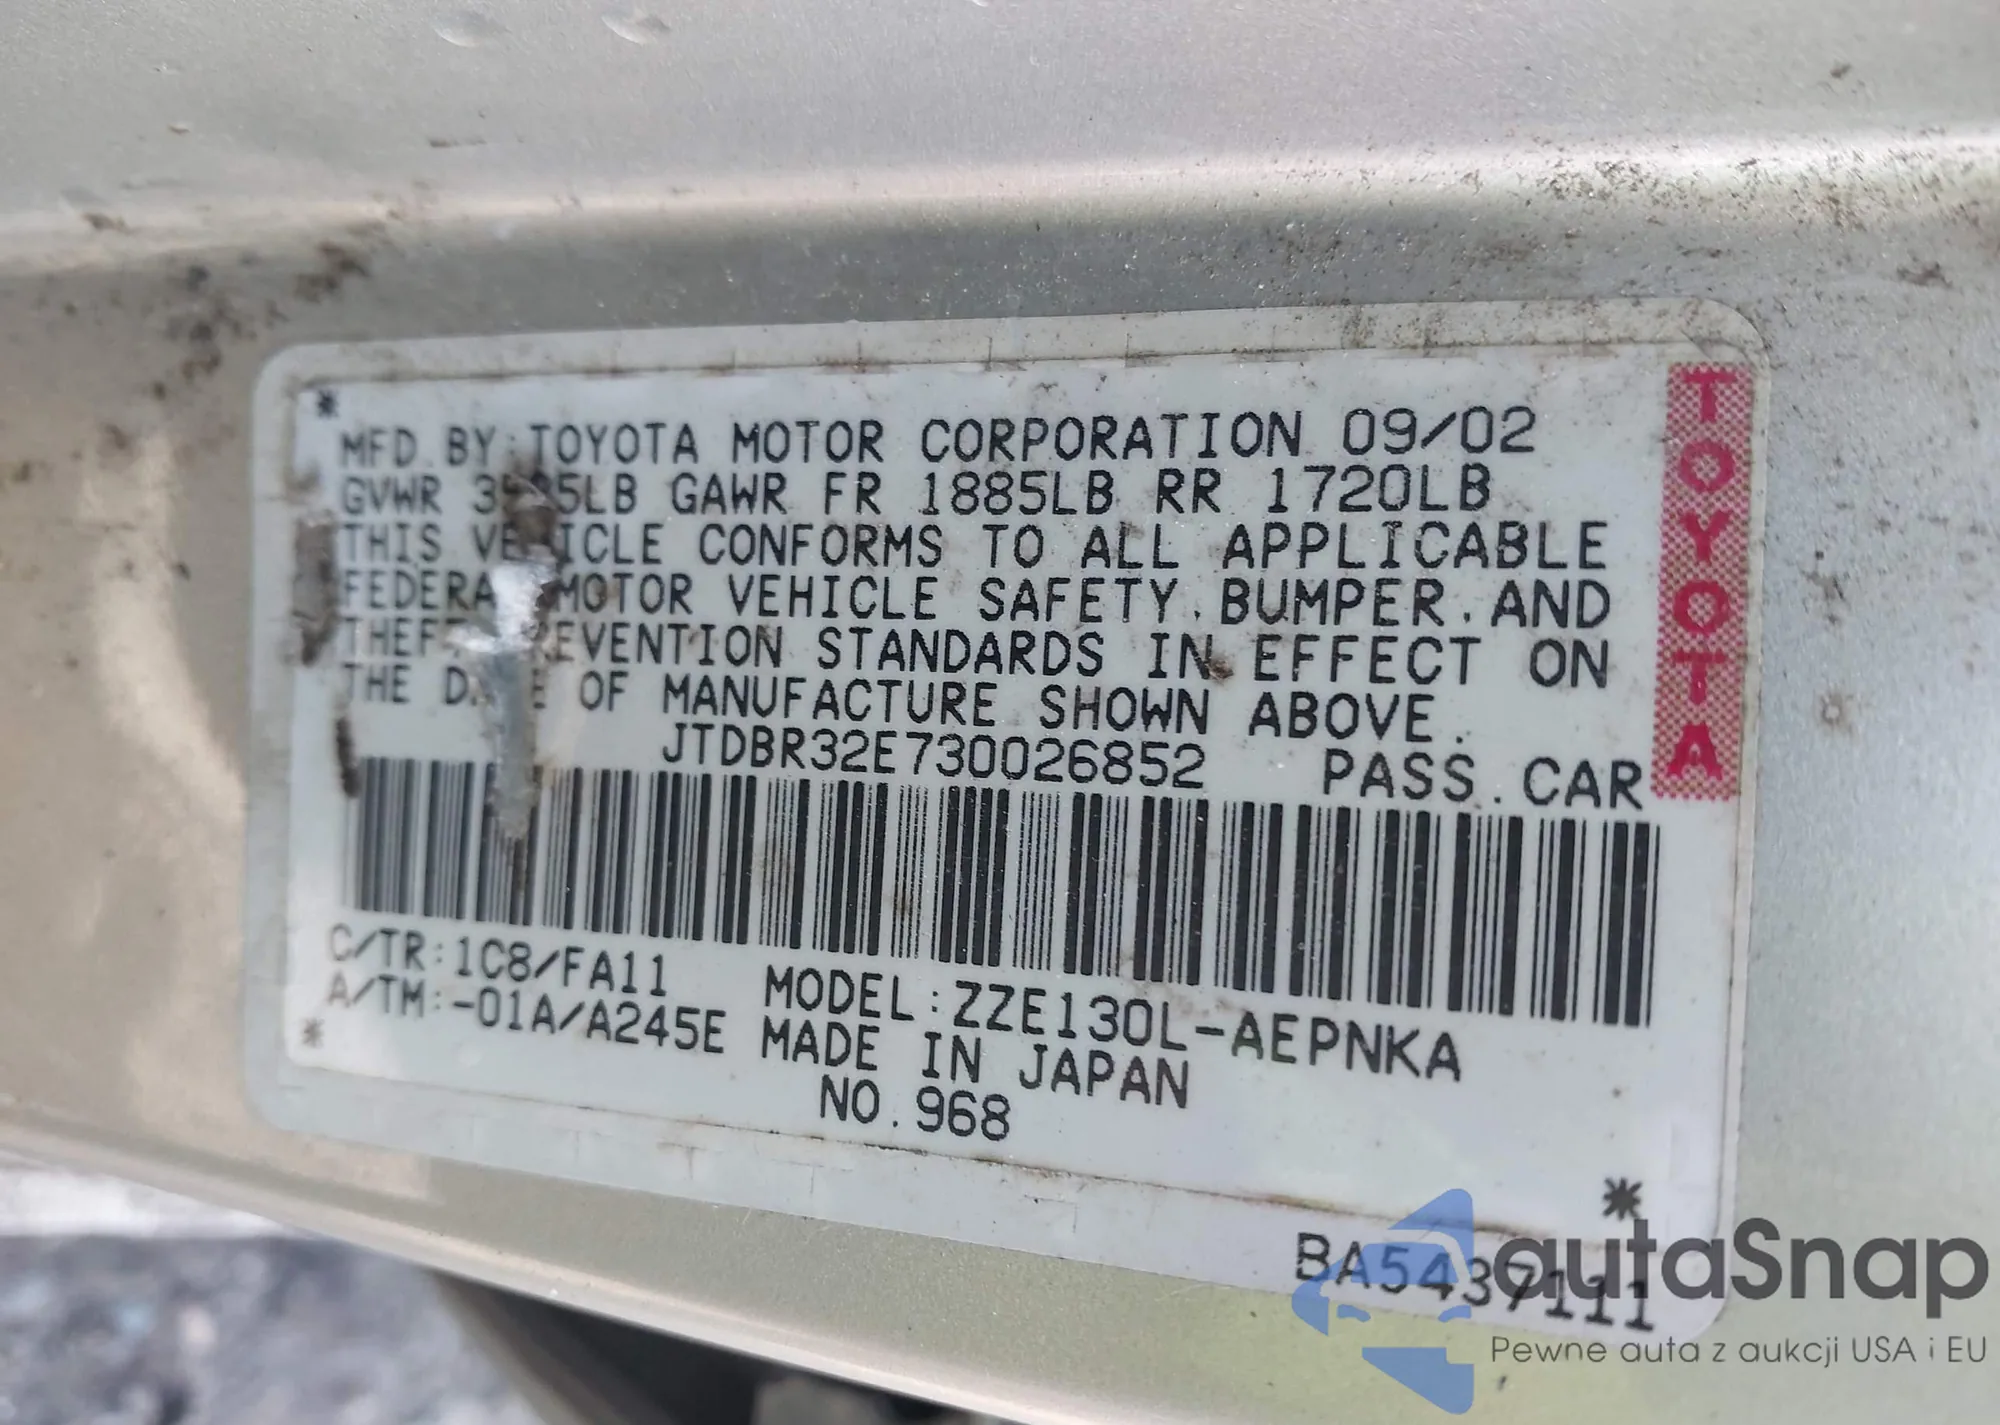 *
MFD. BY: TOYOTA MOTOR CORPORATION 09/02
GVWR GAWR FR 1885LB RR 1720LB
THIS CONFORMS TO ALL APPLICABLE
MOTOR VEHICLE SAFETY, BUMPER, AND
STANDARDS IN EFFECT ON
THE OF MANUFACTURE SHOWN ABOVE.
JTDBR32E730026852 PASS. CAR
C/TR: 1C8/FA11 MODEL: ZZE130L-AEPNKA
A/TM: -01A/A245E MADE IN JAPAN
* NO. 968
*
BA5437111
TOYOTA
autaSnap
Pewne auta z aukcji USA i EU